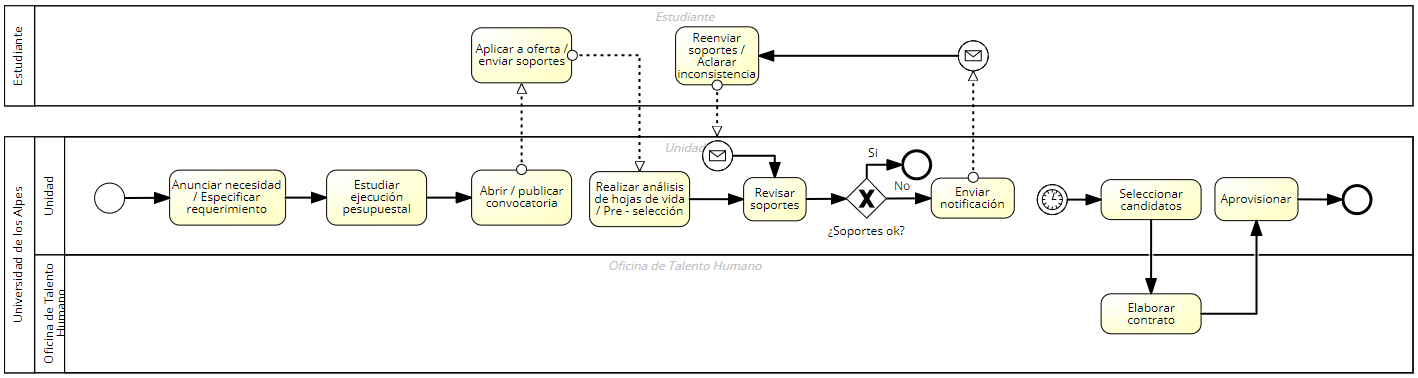 Estudiante
Estudiante
Aplicar a oferta /
enviar soportes
Reenviar
soportes /
Aclarar
inconsistencia
Universidad de los Alpes
Unidad
Unidad
Anunciar necesidad
/ Especificar
requerimiento
Estudiar
ejecución
pesupuestal
Abrir / publicar
convocatoria
Realizar análisis
de hojas de vida
/ Pre - selección
Revisar
soportes
¿Soportes ok?
Si
No
Enviar
notificación
Seleccionar
candidatos
Aprovisionar
Oficina de Talento
Humano
Oficina de Talento Humano
Elaborar
contrato